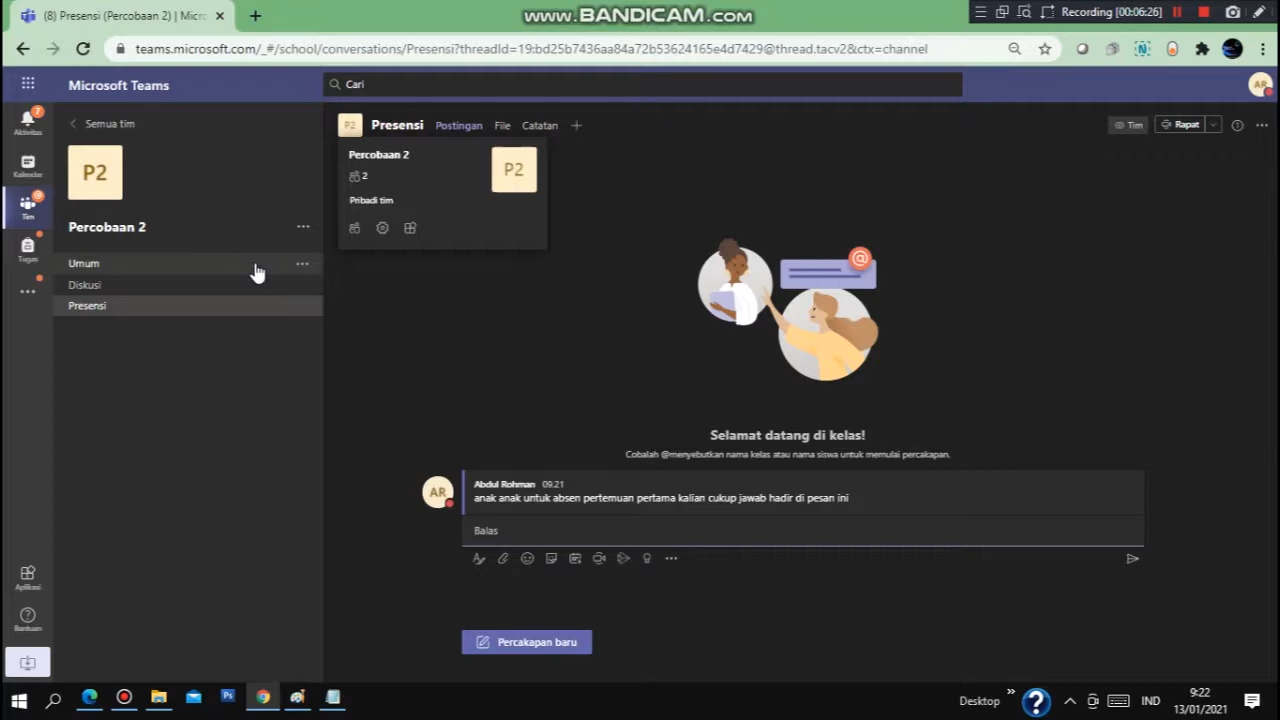 (8) Presensi (Percobaan 2) | Micro
www.BANDICAM.com
Recording [00:06:26]
teams.microsoft.com/_#/school/conversations/Presensi?threadId=19:bd25b7436aa84a72b53624165e4d7429@thread.tacv2&ctx=channel
Microsoft Teams
Cari
AR
Aktivitas
7
Kalender
Tim
Tugas
Aplikasi
Bantuan
Semua tim
P2
Percobaan 2
Umum
Diskusi
Presensi
P2
Presensi
Postingan
File
Catatan
Tim
Rapat
Percobaan 2
2
Pribadi tim
P2
@
Selamat datang di kelas!
Cobalah @menyebutkan nama kelas atau nama siswa untuk memulai percakapan.
AR
Abdul Rohman 09.21
anak anak untuk absen pertemuan pertama kalian cukup jawab hadir di pesan ini
Balas
Percakapan baru
Ps
Desktop
IND
9:22
13/01/2021